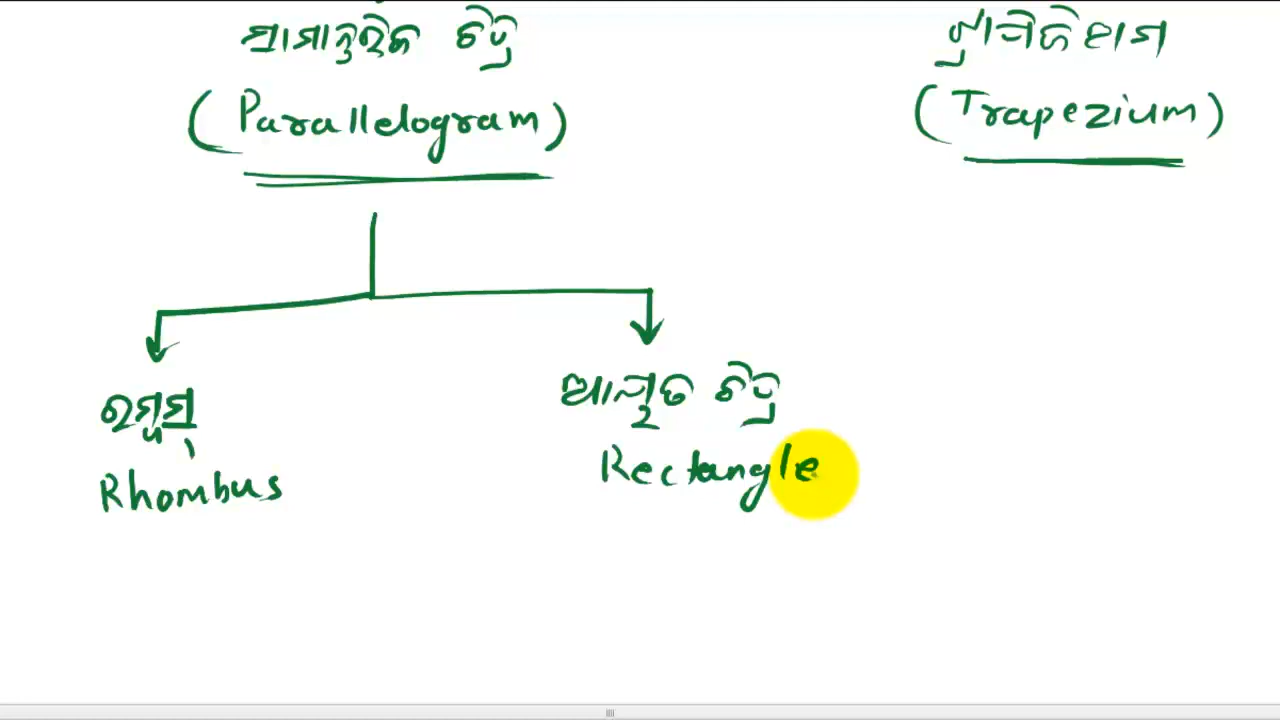 ସାମାନ୍ତରିକ ଚିତ୍ର
(Parallelogram)
ଟ୍ରାପିଜିୟମ
(Trapezium)
ରମ୍ବସ୍
Rhombus
ଆୟତ ଚିତ୍ର
Rectangle